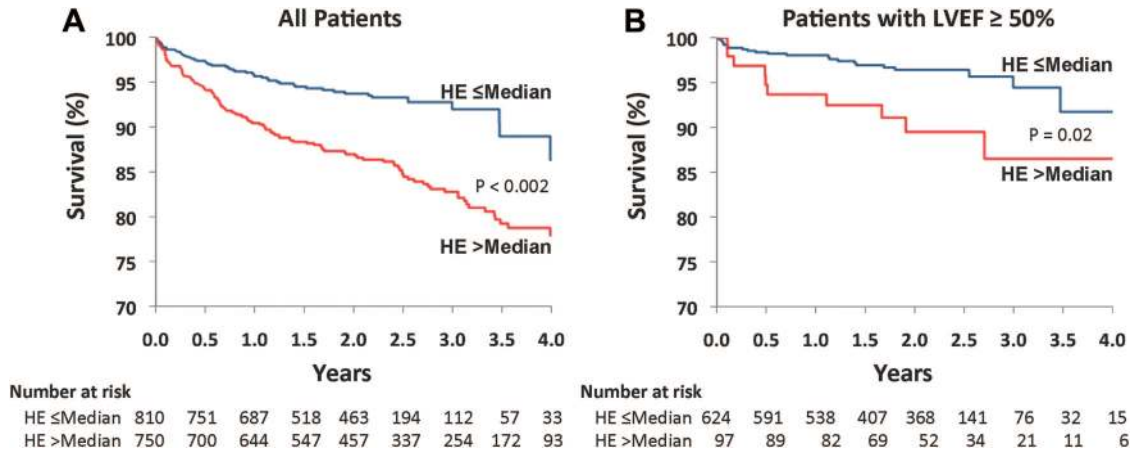 A All Patients
100
95
90
85
80
75
70
Survival (%)
HE ≤Median
P < 0.002
HE >Median
0.0 0.5 1.0 1.5 2.0 2.5 3.0 3.5 4.0
Years
B Patients with LVEF ≥ 50%
100
95
90
85
80
75
70
Survival (%)
HE ≤Median
P = 0.02
HE >Median
0.0 0.5 1.0 1.5 2.0 2.5 3.0 3.5 4.0
Years
Number at risk
HE ≤Median 810 751 687 518 463 194 112 57 33
HE >Median 750 700 644 547 457 337 254 172 93
Number at risk
HE ≤Median 624 591 538 407 368 141 76 32 15
HE >Median 97 89 82 69 52 34 21 11 6